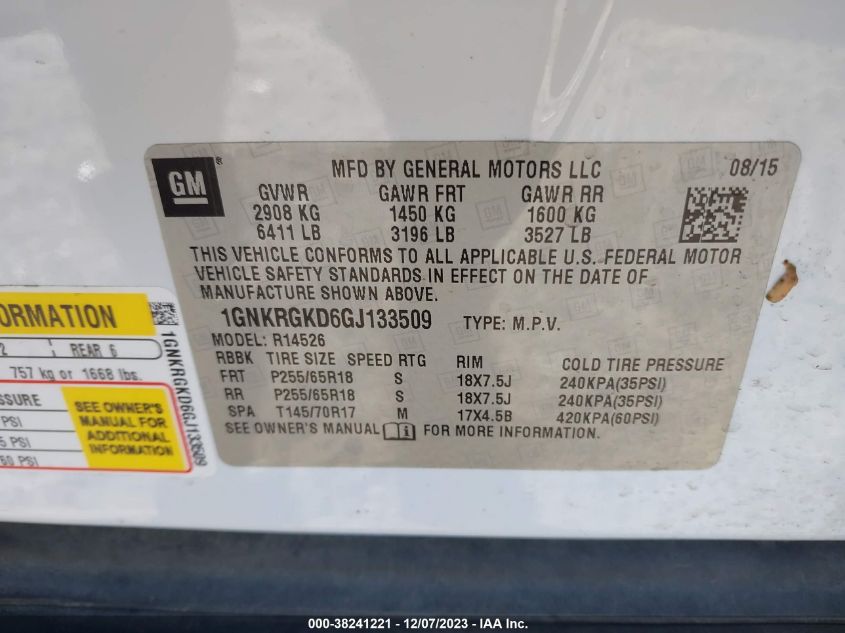 GM
®
MFD BY GENERAL MOTORS LLC 08/15
GVWR GAWR FRT GAWR RR
2908 KG 1450 KG 1600 KG
6411 LB 3196 LB 3527 LB
THIS VEHICLE CONFORMS TO ALL APPLICABLE U.S. FEDERAL MOTOR
VEHICLE SAFETY STANDARDS IN EFFECT ON THE DATE OF
MANUFACTURE SHOWN ABOVE.
1GNKRGKD6GJ133509 TYPE: M.P.V.
MODEL: R14526
RBBK TIRE SIZE SPEED RTG RIM COLD TIRE PRESSURE
FRT P255/65R18 S 18X7.5J 240KPA(35PSI)
RR P255/65R18 S 18X7.5J 240KPA(35PSI)
SPA T145/70R17 M 17X4.5B 420KPA(60PSI)
SEE OWNER'S MANUAL i FOR MORE INFORMATION.
ORMATION
2 REAR 6
757 kg or 1668 lbs.
SSURE
PSI
5 PSI
60 PSI
SEE OWNER'S
MANUAL FOR
ADDITIONAL
INFORMATION
1GNKRGKD6GJ133509
000-38241221 - 12/07/2023 - © IAA Inc.